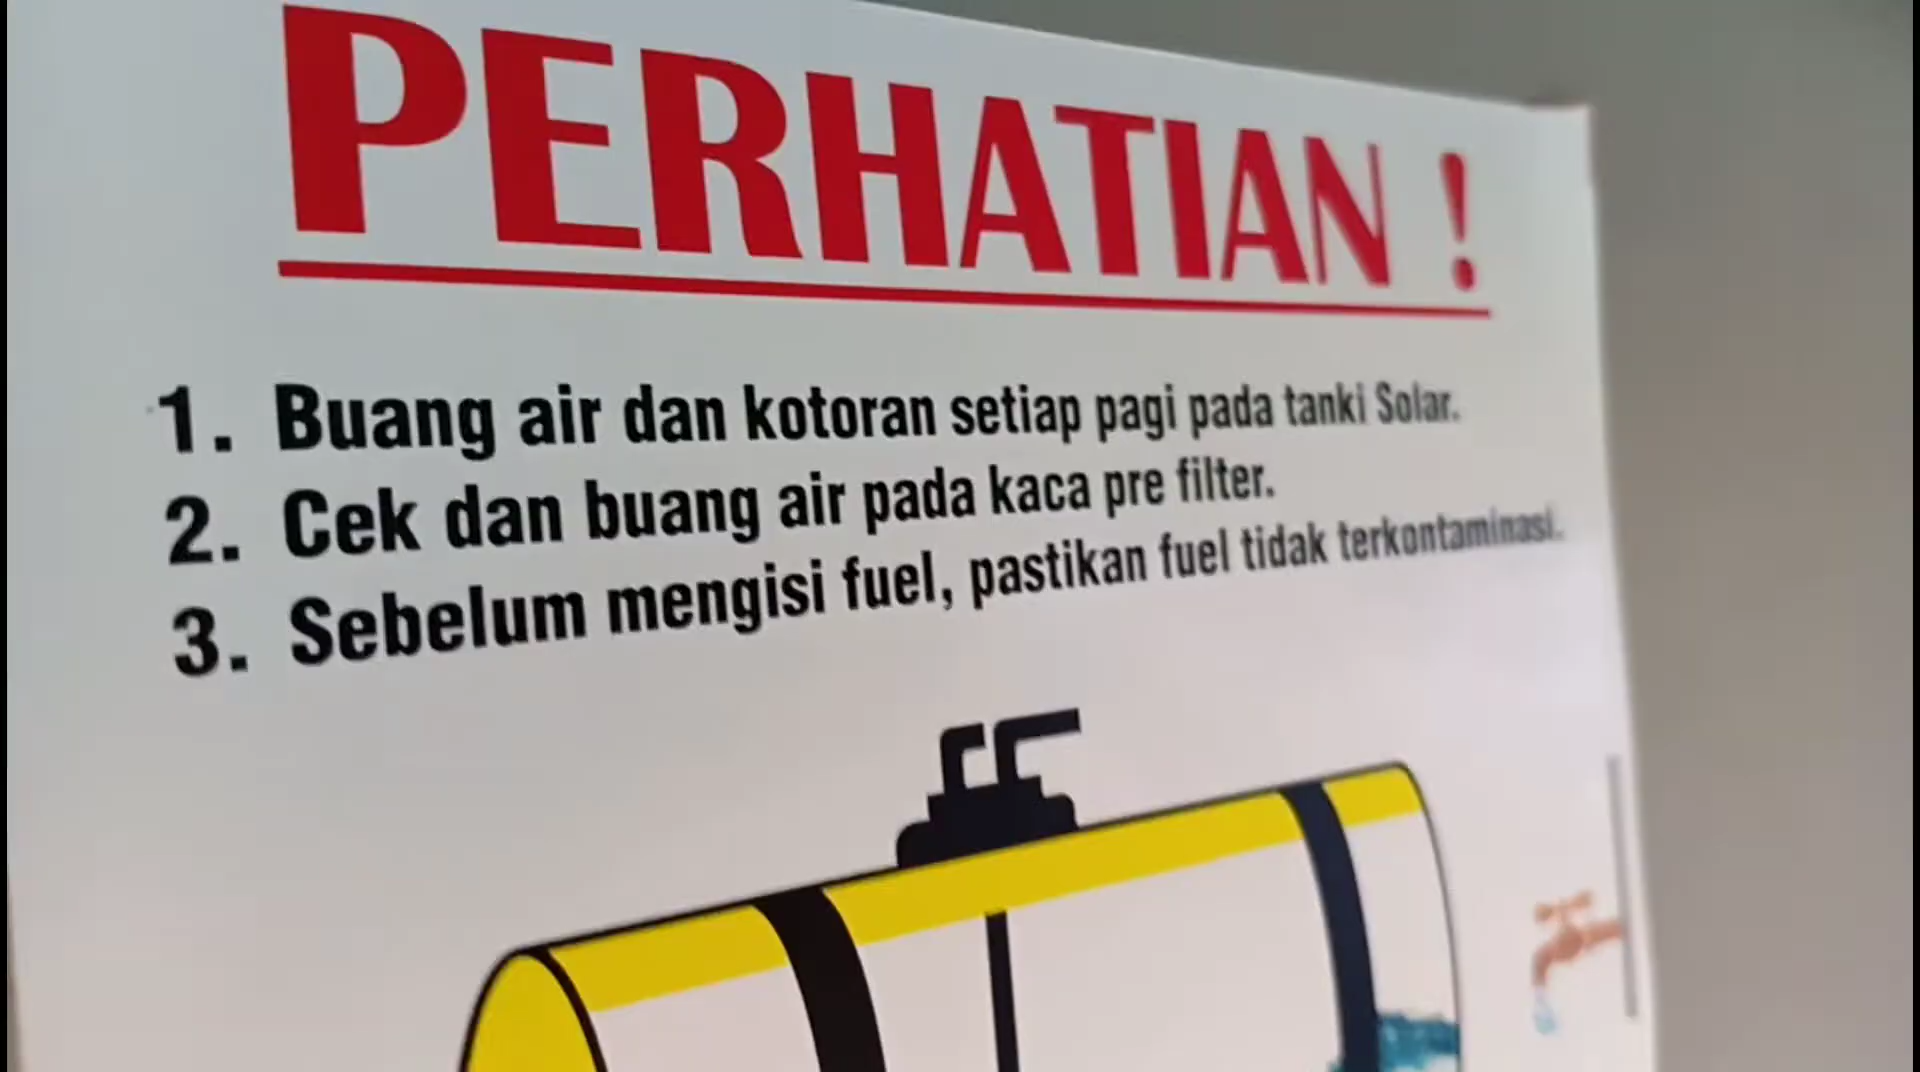 PERHATIAN !
1. Buang air dan kotoran setiap pagi pada tanki Solar.
2. Cek dan buang air pada kaca pre filter.
3. Sebelum mengisi fuel, pastikan fuel tidak terkontaminasi.